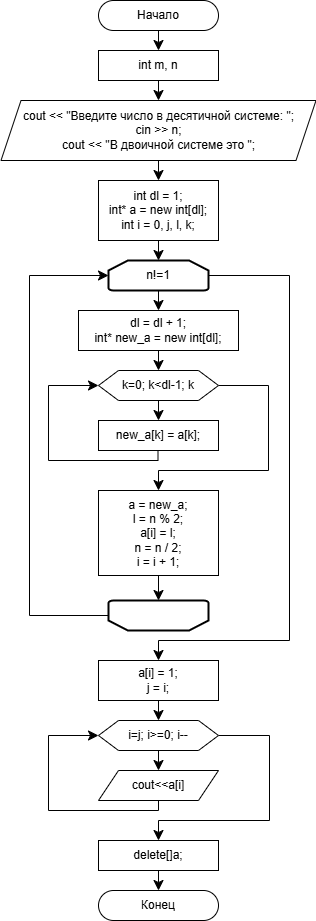 Начало
int m, n
cout << "Введите число в десятичной системе: ";
cin >> n;
cout << "В двоичной системе это ";
int dl = 1;
int* a = new int[dl];
int i = 0, j, l, k;
n!=1
dl = dl + 1;
int* new_a = new int[dl];
k=0; k<dl-1; k
new_a[k] = a[k];
a = new_a;
l = n % 2;
a[i] = l;
n = n / 2;
i = i + 1;
a[i] = 1;
j = i;
i=j; i>=0; i--
cout<<a[i]
delete[]a;
Конец